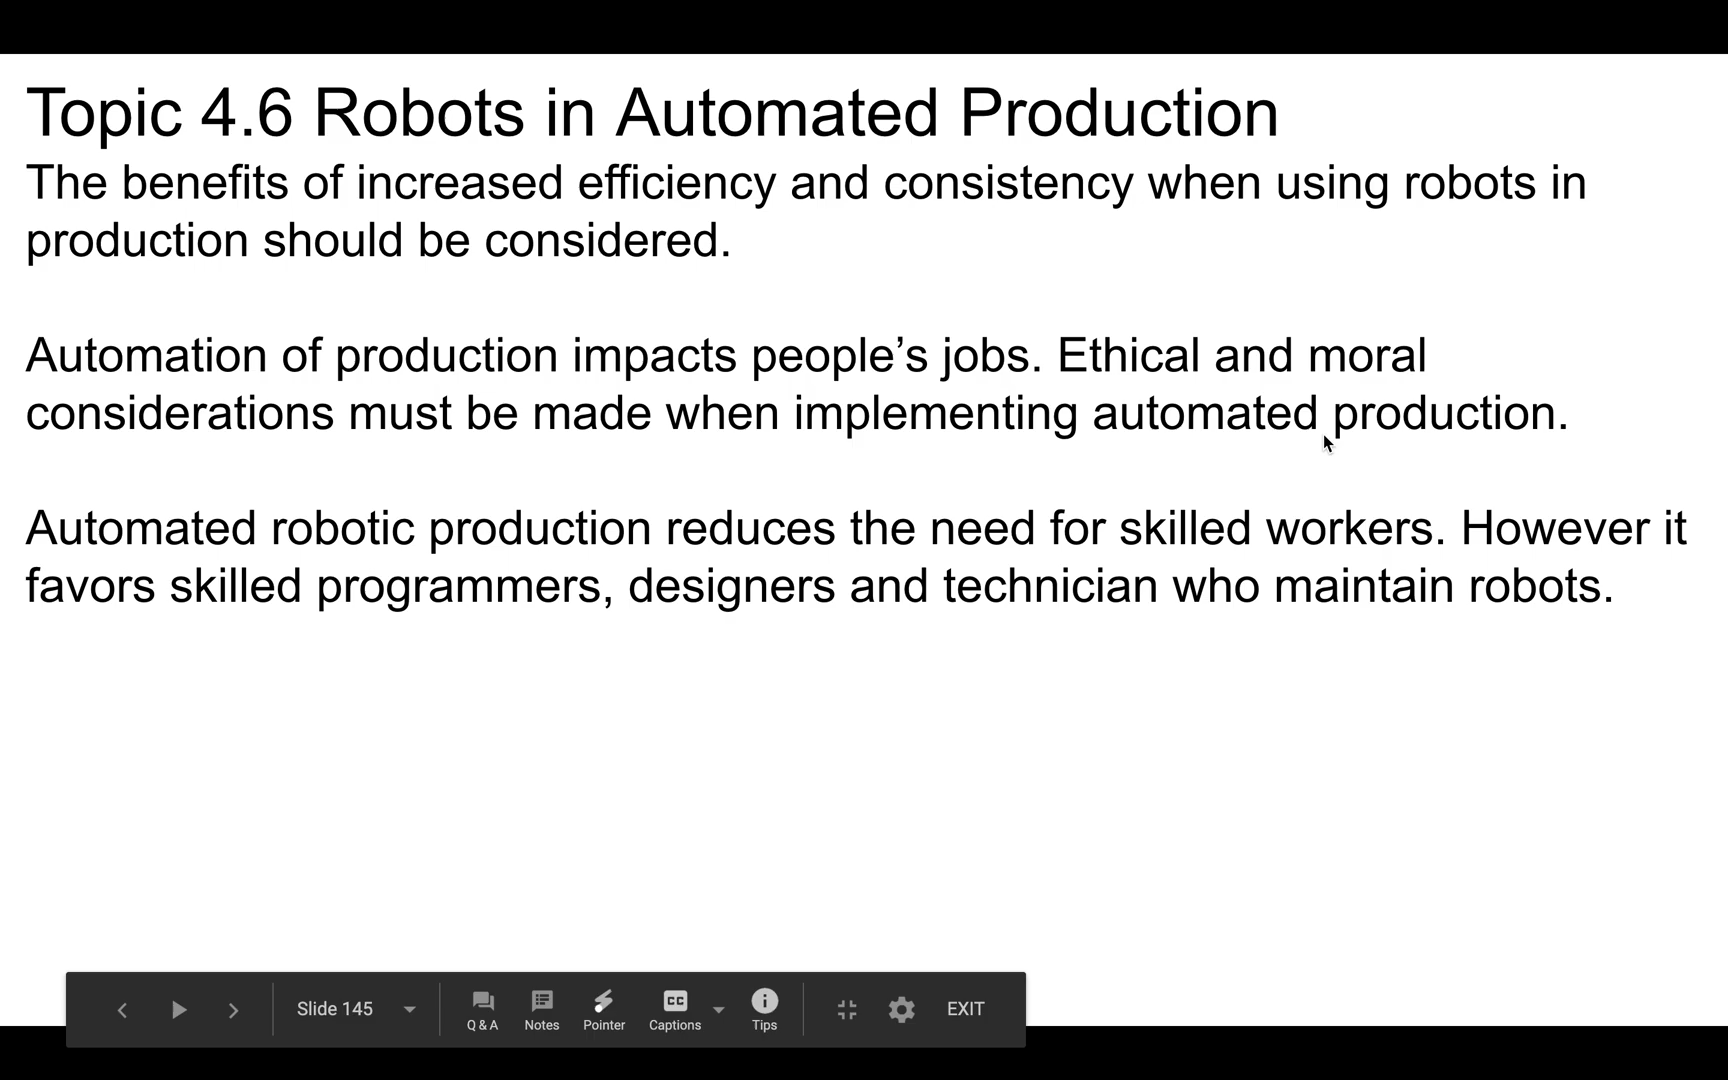 Topic 4.6 Robots in Automated Production
The benefits of increased efficiency and consistency when using robots in
production should be considered.
Automation of production impacts people’s jobs. Ethical and moral
considerations must be made when implementing automated production.
Automated robotic production reduces the need for skilled workers. However it
favors skilled programmers, designers and technician who maintain robots.
Slide 145
Q & A
Notes
Pointer
CC
Captions
Tips
EXIT